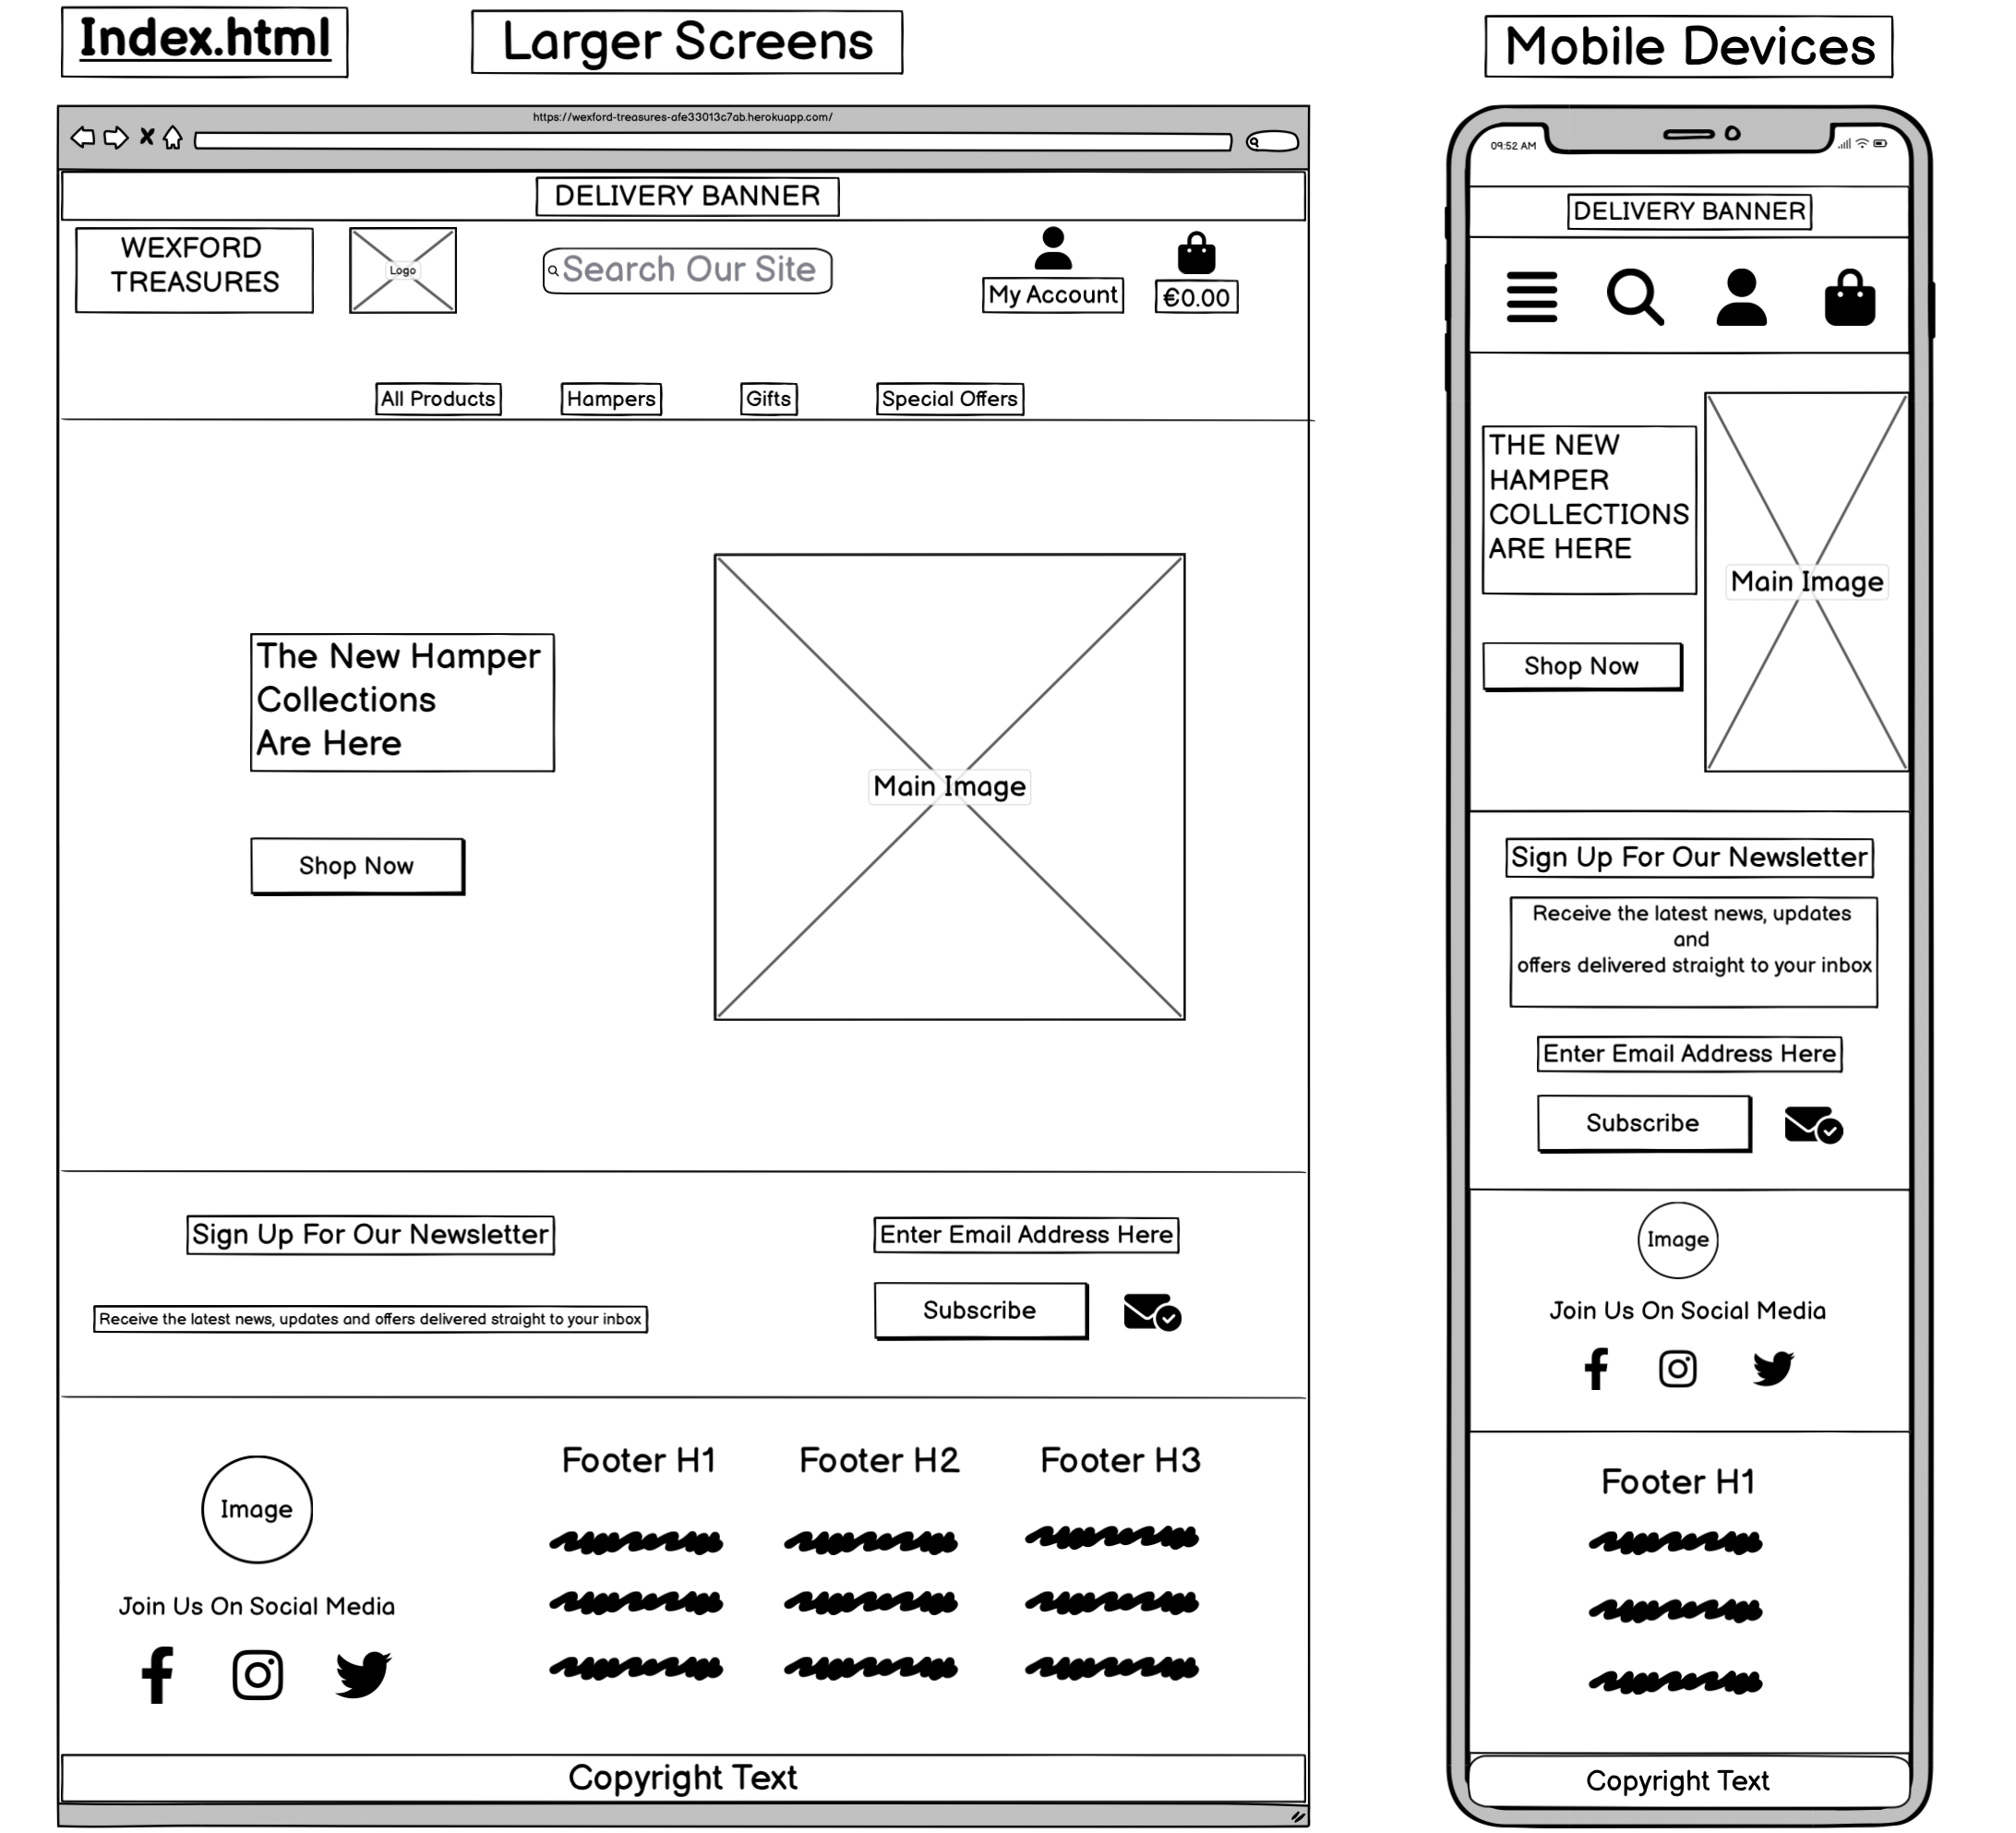 Index.html
Larger Screens
Mobile Devices
https://wexford-treasures-afe33013c7ab.herokuapp.com/
DELIVERY BANNER
WEXFORD
TREASURES
Logo
Search Our Site
My Account
€0.00
All Products
Hampers
Gifts
Special Offers
The New Hamper
Collections
Are Here
Shop Now
Main Image
Sign Up For Our Newsletter
Receive the latest news, updates and offers delivered straight to your inbox
Enter Email Address Here
Subscribe
Image
Join Us On Social Media
Footer H1
Footer H2
Footer H3
Copyright Text
09:52 AM
DELIVERY BANNER
THE NEW
HAMPER
COLLECTIONS
ARE HERE
Main Image
Shop Now
Sign Up For Our Newsletter
Receive the latest news, updates
and
offers delivered straight to your inbox
Enter Email Address Here
Subscribe
Image
Join Us On Social Media
Footer H1
Copyright Text